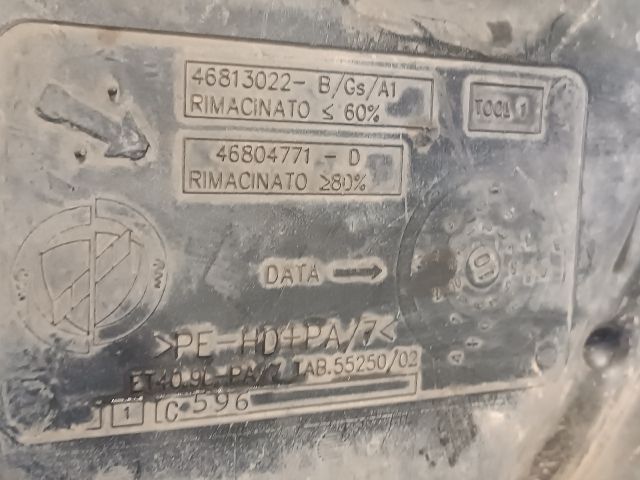 46813022- B/Gs/A1
RIMACINATO ≤ 60%
TOOL 1
46804771 - D
RIMACINATO ≥80%
DATA
01
>PE-HD+PA/7<
TAB.55250/02
1
C 596